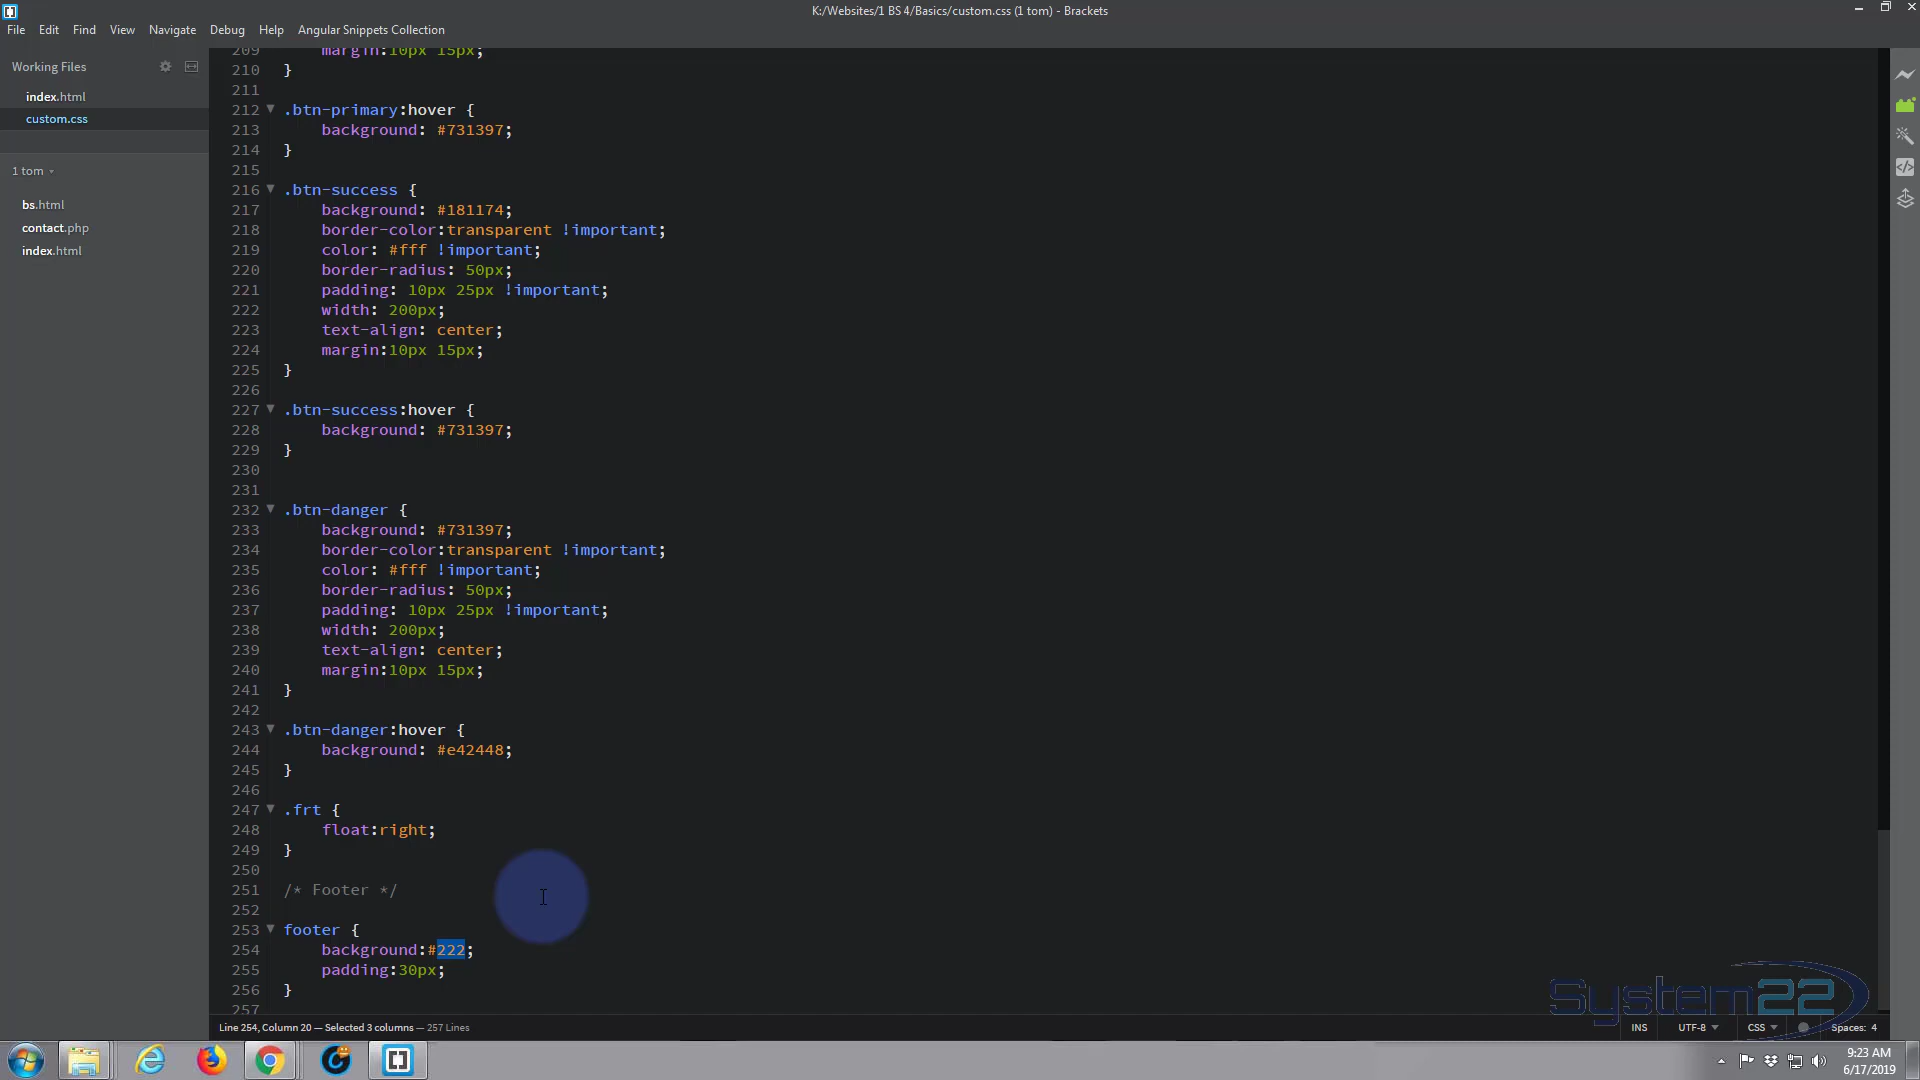 K:/Websites/1 BS 4/Basics/custom.css (1 tom) - Brackets
File Edit Find View Navigate Debug Help Angular Snippets Collection
Working Files
index.html
custom.css
1 tom
bs.html
contact.php
index.html
209 margin:10px 15px;
210 }
211
212 .btn-primary:hover {
213 background: #731397;
214 }
215
216 .btn-success {
217 background: #181174;
218 border-color:transparent !important;
219 color: #fff !important;
220 border-radius: 50px;
221 padding: 10px 25px !important;
222 width: 200px;
223 text-align: center;
224 margin:10px 15px;
225 }
226
227 .btn-success:hover {
228 background: #731397;
229 }
230
231
232 .btn-danger {
233 background: #731397;
234 border-color:transparent !important;
235 color: #fff !important;
236 border-radius: 50px;
237 padding: 10px 25px !important;
238 width: 200px;
239 text-align: center;
240 margin:10px 15px;
241 }
242
243 .btn-danger:hover {
244 background: #e42448;
245 }
246
247 .frt {
248 float:right;
249 }
250
251 /* Footer */
252
253 footer {
254 background:#222;
255 padding:30px;
256 }
257
System22
Line 254, Column 20 — Selected 3 columns — 257 Lines
INS UTF-8 CSS Spaces: 4
9:23 AM
6/17/2019